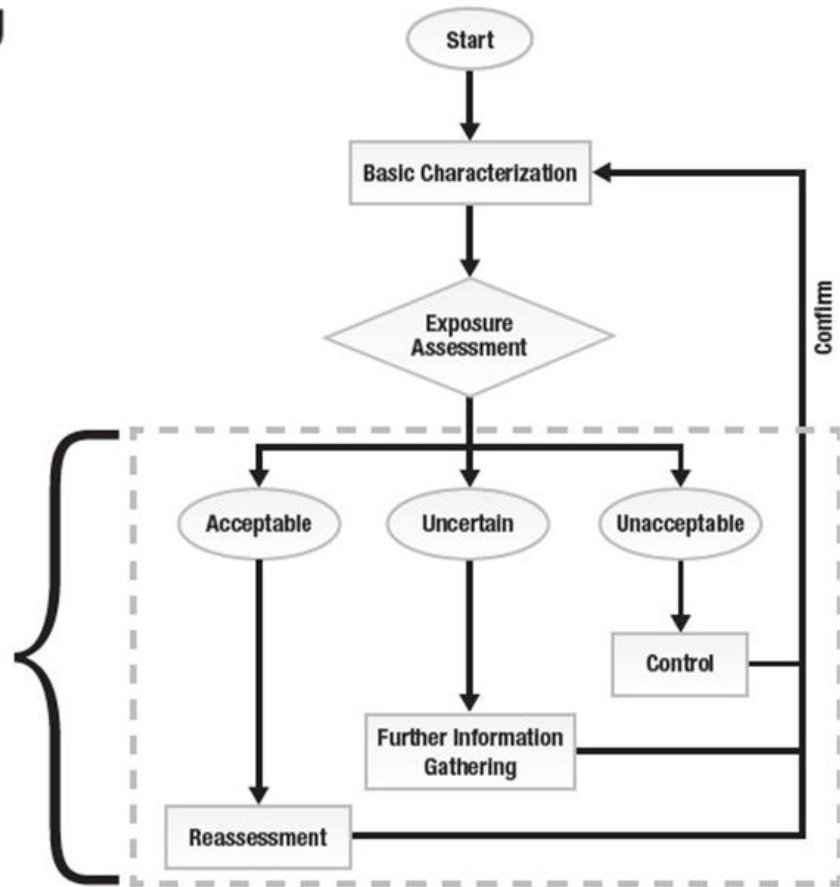 Start
Basic Characterization
Confirm
Exposure
Assessment
Acceptable
Uncertain
Unacceptable
Control
Further Information
Gathering
Reassessment